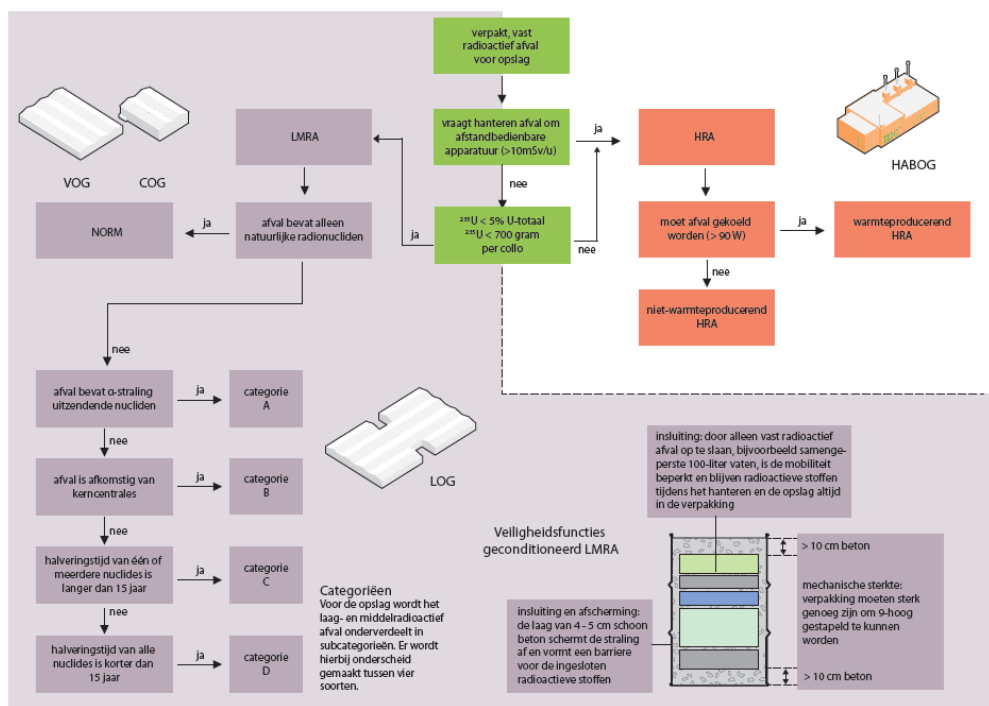 verpakt, vast
radioactief afval
voor opslag
vraagt hanteren afval om
afstandbedienbare
apparatuur (>10mSv/u)
ja
HRA
HABOG
LMRA
VOG
COG
nee
²³⁵U < 5% U-totaal
²³⁵U < 700 gram
per collo
ja
nee
moet afval gekoeld
worden (> 90 W)
ja
warmteproducerend
HRA
nee
niet-warmteproducerend
HRA
afval bevat alleen
natuurlijke radionucliden
ja
NORM
nee
afval bevat α-straling
uitzendende nucliden
ja
categorie
A
nee
afval is afkomstig van
kerncentrales
ja
categorie
B
nee
halveringstijd van één of
meerdere nuclides is
langer dan 15 jaar
ja
categorie
C
nee
halveringstijd van alle
nuclides is korter dan
15 jaar
ja
categorie
D
LOG
Categorieën
Voor de opslag wordt het
laag- en middelradioactief
afval onderverdeelt in
subcategorieën. Er wordt
hierbij onderscheid
gemaakt tussen vier
soorten.
Veiligheidsfuncties
geconditioneerd LMRA
insluiting: door alleen vast radioactief
afval op te slaan, bijvoorbeeld samenge-
perste 100-liter vaten, is de mobiliteit
beperkt en blijven radioactieve stoffen
tijdens het hanteren en de opslag altijd
in de verpakking
> 10 cm beton
mechanische sterkte:
verpakking moeten sterk
genoeg zijn om 9-hoog
gestapeld te kunnen
worden
insluiting en afscherming:
de laag van 4 - 5 cm schoon
beton schermt de straling
af en vormt een barriere
voor de ingesloten
radioactieve stoffen
> 10 cm beton